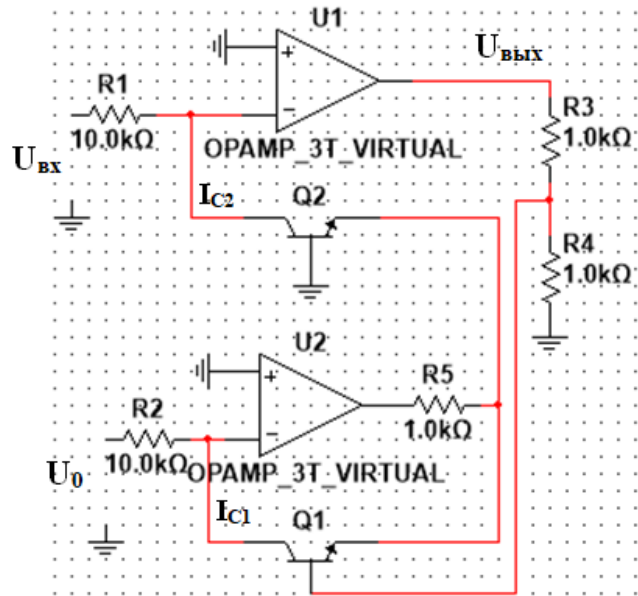 U1
Uвых
R1
10.0kΩ
R3
1.0kΩ
OPAMP_3T_VIRTUAL
Uвх
IC2
Q2
R4
1.0kΩ
U2
R5
1.0kΩ
R2
10.0kΩ
OPAMP_3T_VIRTUAL
U0
IC1
Q1